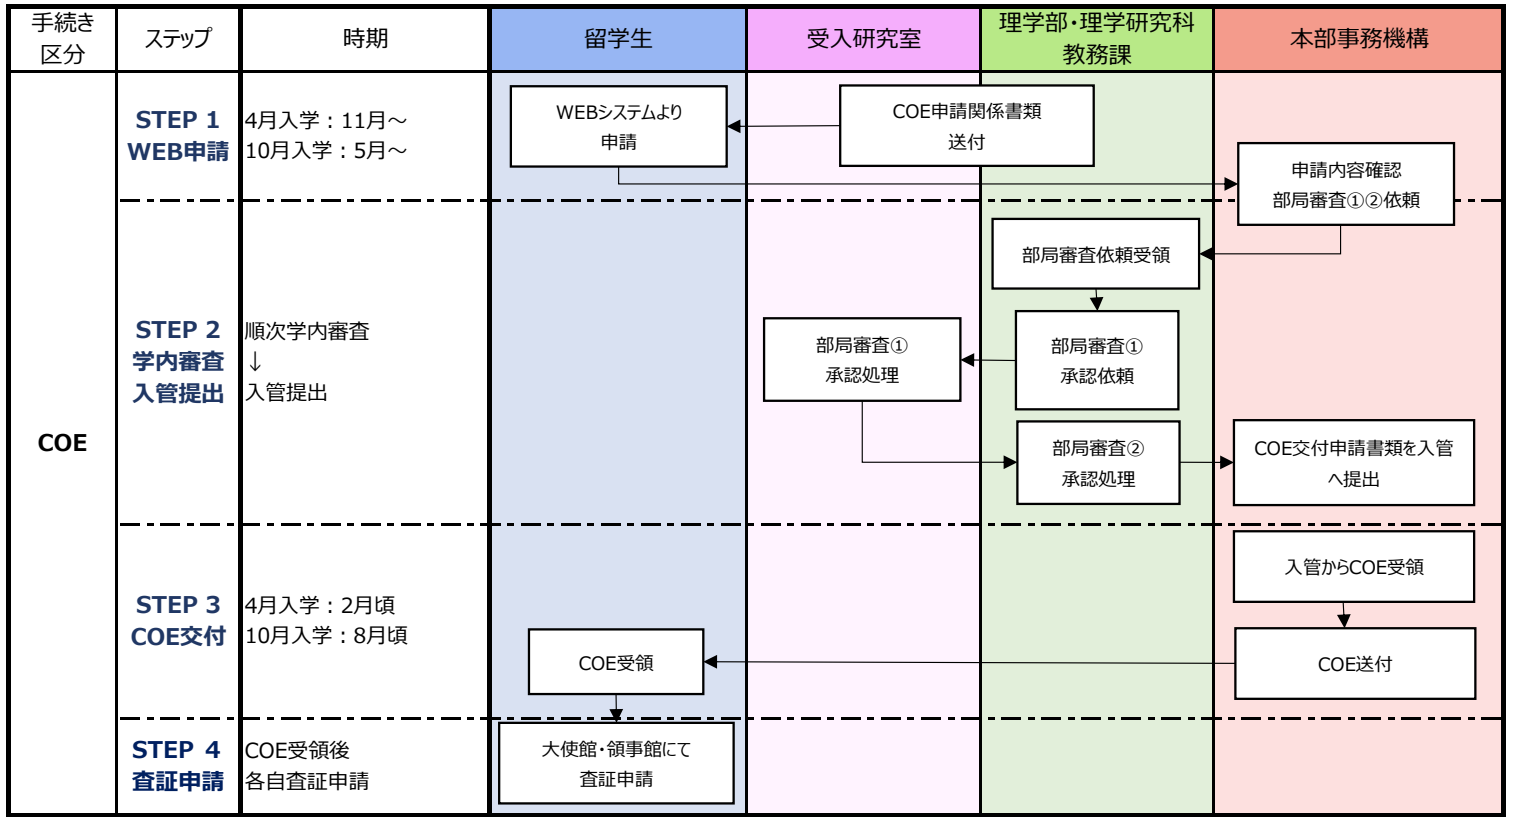 手続き
区分
ステップ
時期
留学生
受入研究室
理学部・理学研究科
教務課
本部事務機構
COE
STEP 1
WEB申請
4月入学：11月～
10月入学：5月～
WEBシステムより
申請
COE申請関係書類
送付
申請内容確認
部局審査①②依頼
STEP 2
学内審査
入管提出
順次学内審査
↓
入管提出
部局審査依頼受領
部局審査①
承認処理
部局審査①
承認依頼
部局審査②
承認処理
COE交付申請書類を入管
へ提出
STEP 3
COE交付
4月入学：2月頃
10月入学：8月頃
入管からCOE受領
COE受領
COE送付
STEP ４
査証申請
COE受領後
各自査証申請
大使館・領事館にて
査証申請